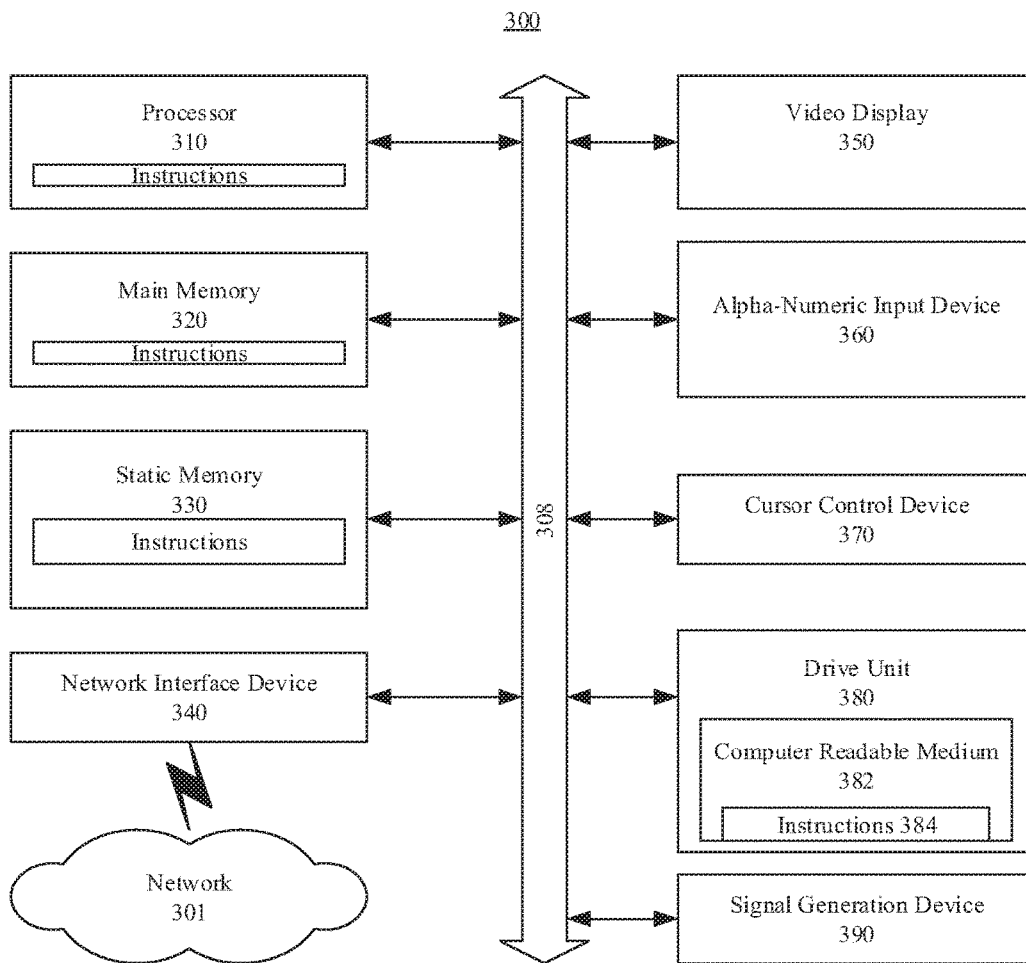 300
Processor
310
Instructions
Main Memory
320
Instructions
Static Memory
330
Instructions
Network Interface Device
340
Network
301
308
Video Display
350
Alpha-Numeric Input Device
360
Cursor Control Device
370
Drive Unit
380
Computer Readable Medium
382
Instructions 384
Signal Generation Device
390